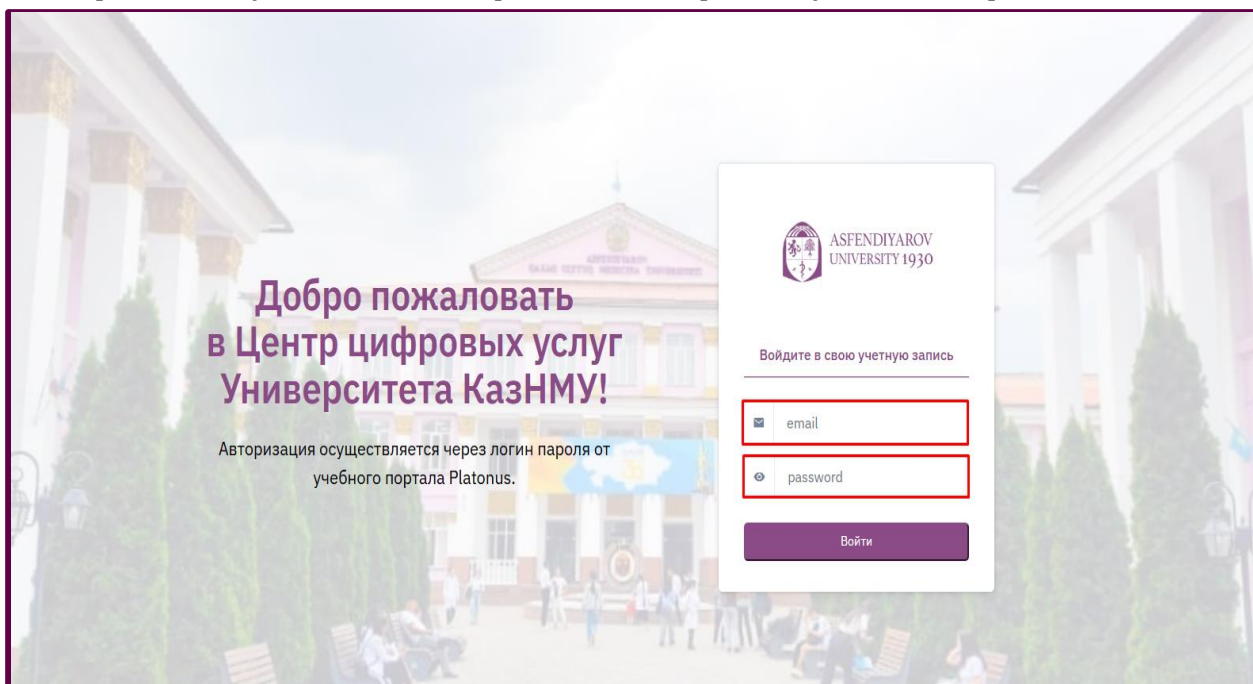 Добро пожаловать
в Центр цифровых услуг
Университета КазНМУ!
Авторизация осуществляется через логин пароля от
учебного портала Platonus.
ASFENDIYAROV
UNIVERSITY 1930
Войдите в свою учетную запись
email
password
Войти